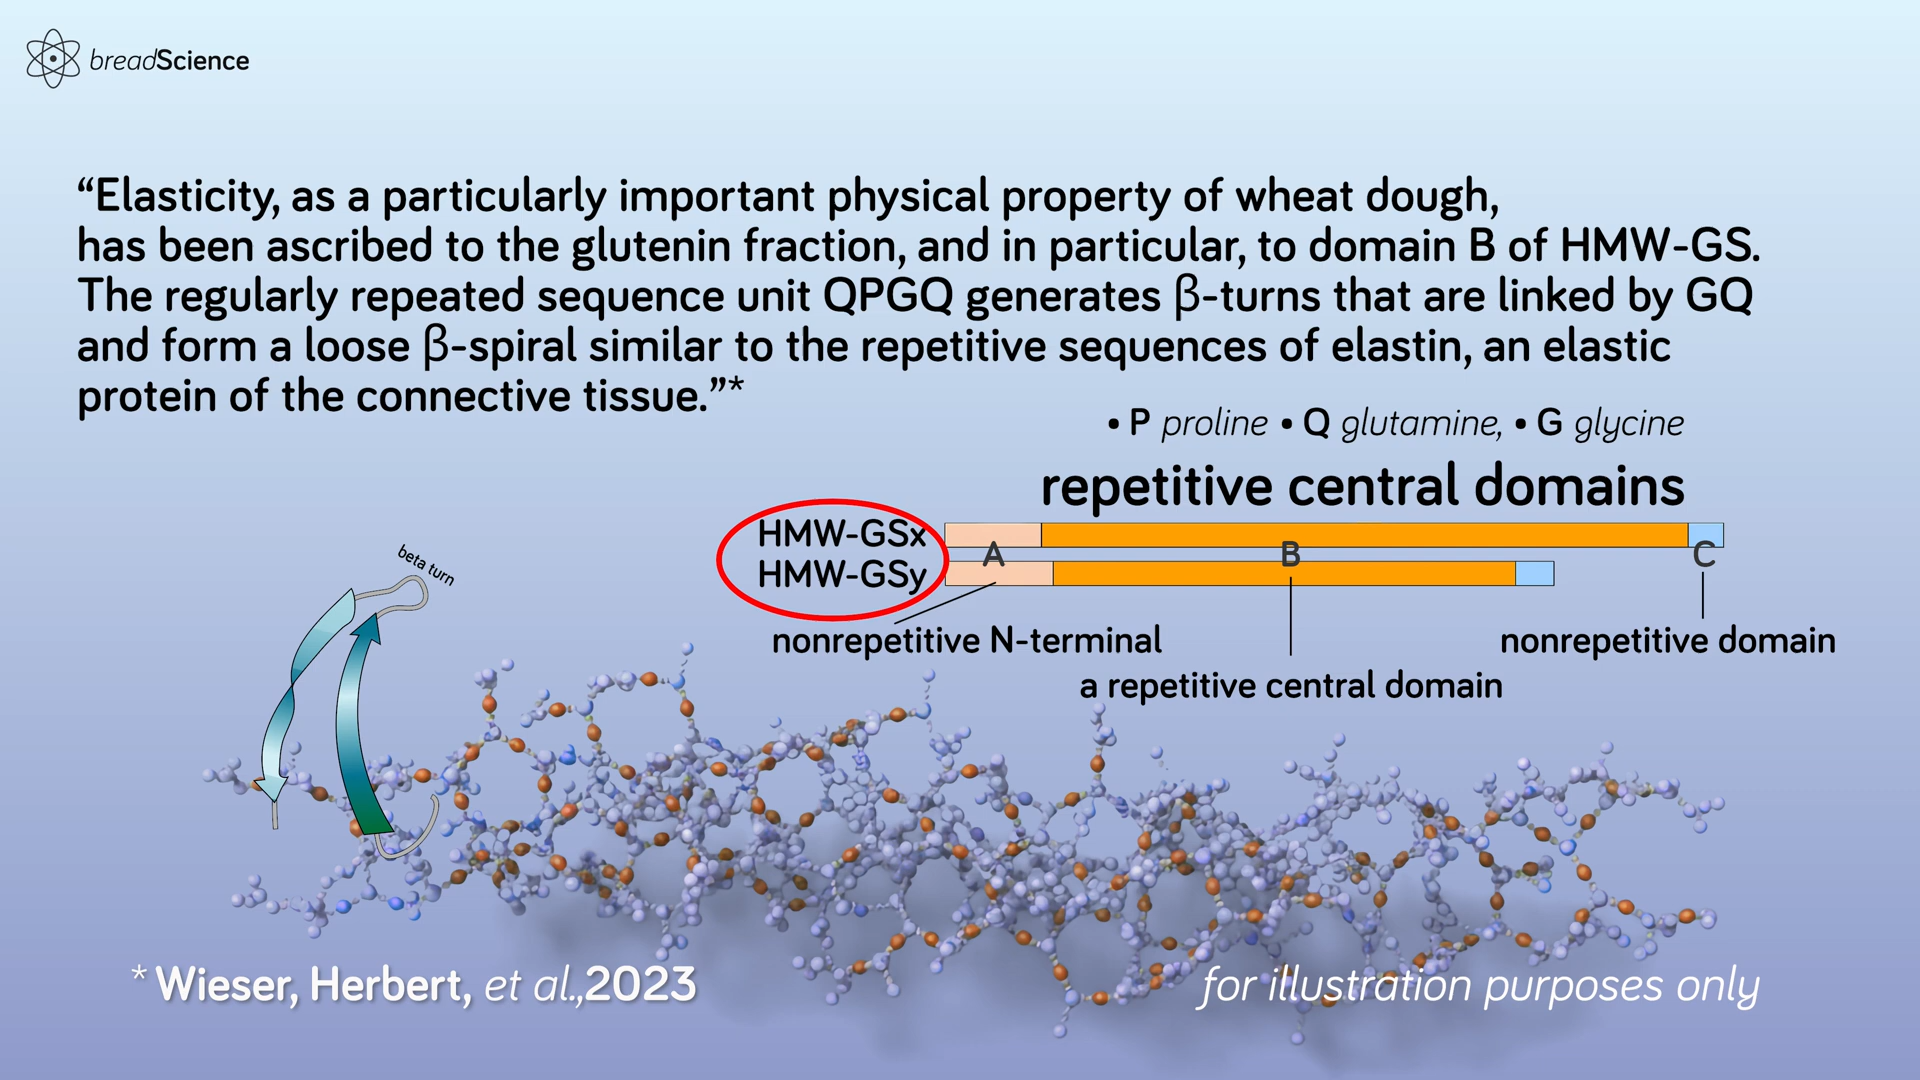 breadScience
“Elasticity, as a particularly important physical property of wheat dough,
has been ascribed to the glutenin fraction, and in particular, to domain B of HMW-GS.
The regularly repeated sequence unit QPGQ generates β-turns that are linked by GQ
and form a loose β-spiral similar to the repetitive sequences of elastin, an elastic
protein of the connective tissue.”*
• P proline • Q glutamine, • G glycine
repetitive central domains
HMW-GSx
A B C
HMW-GSy
beta turn
nonrepetitive N-terminal
nonrepetitive domain
a repetitive central domain
* Wieser, Herbert, et al.,2023
for illustration purposes only